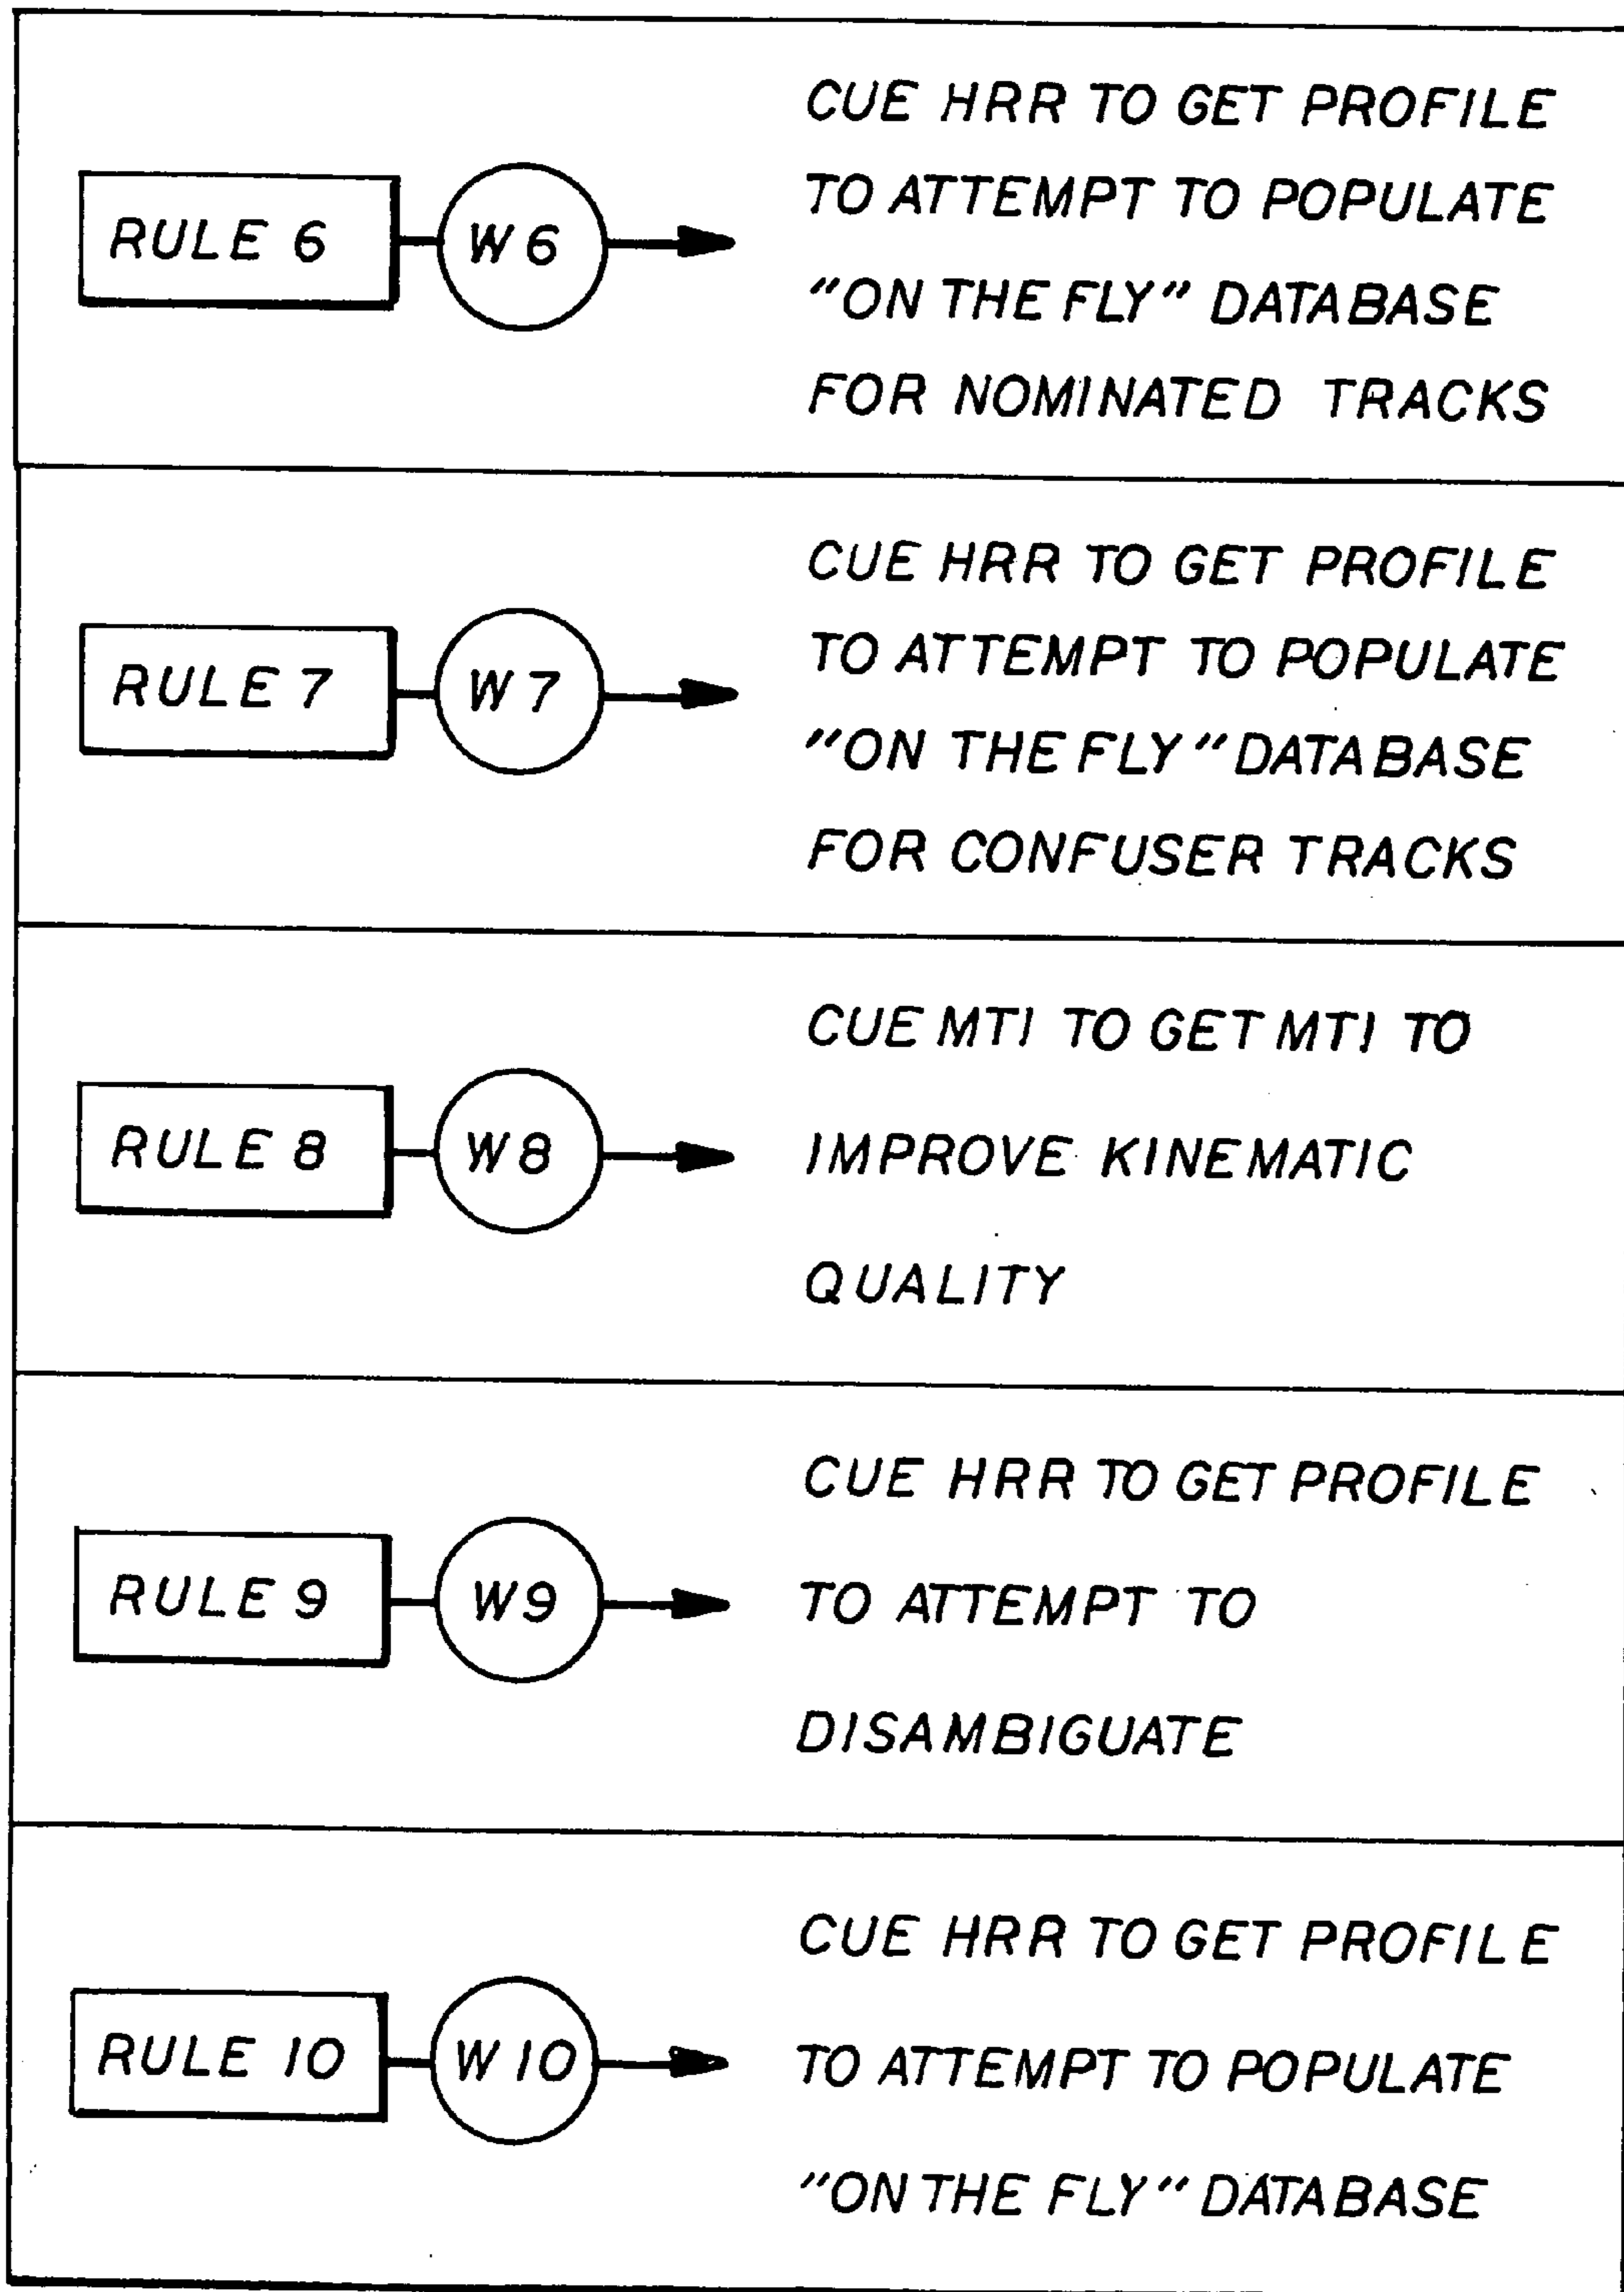 CUE HRR TO GET PROFILE
TO ATTEMPT TO POPULATE
RULE 6 W6
"ON THE FLY" DATABASE
FOR NOMINATED TRACKS
CUE HRR TO GET PROFILE
TO ATTEMPT TO POPULATE
RULE 7 W7
"ON THE FLY" DATABASE
FOR CONFUSER TRACKS
CUE MTI TO GET MTI TO
RULE 8 W8 IMPROVE KINEMATIC
QUALITY
CUE HRR TO GET PROFILE
RULE 9 W9 TO ATTEMPT TO
DISAMBIGUATE
CUE HRR TO GET PROFILE
RULE 10 W10 TO ATTEMPT TO POPULATE
"ON THE FLY" DATABASE